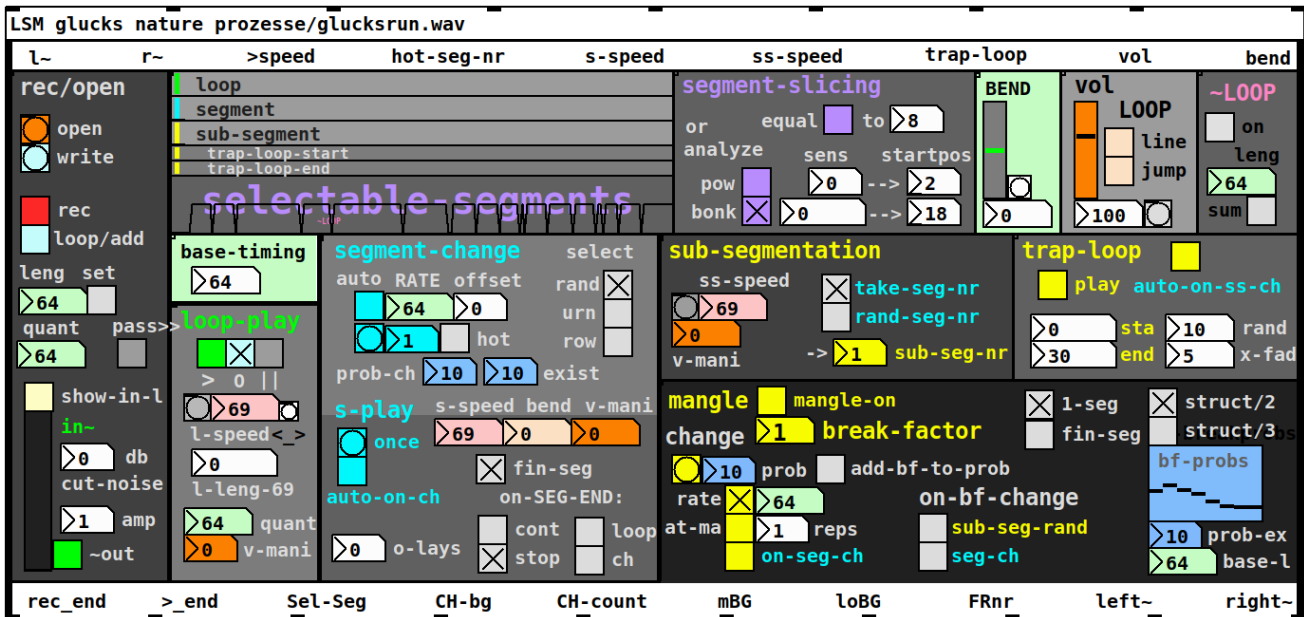 LSM glucks nature prozesse/glucksrun.wav
l~ r~ >speed hot-seg-nr s-speed ss-speed trap-loop vol bend
rec/open
open
write
rec
loop/add
leng set
64
quant pass>>
64
show-in-l
in~
0 db
cut-noise
1 amp
~out
loop
segment
sub-segment
trap-loop-start
trap-loop-end
selectable-segments
~LOOP
segment-slicing
or equal to 8
analyze sens startpos
pow 0 --> 2
bonk 0 --> 18
BEND
0
vol
LOOP
line
jump
100
~LOOP
on
leng
64
sum
base-timing
64
loop-play
> O ||
69
l-speed<_>
0
l-leng-69
64 quant
0 v-mani
segment-change select
auto RATE offset rand
64 0 urn
1 hot row
prob-ch 10 10 exist
s-play s-speed bend v-mani
once 69 0 0
fin-seg
auto-on-ch on-SEG-END:
cont loop
0 o-lays stop ch
sub-segmentation
ss-speed
69 take-seg-nr
0 rand-seg-nr
v-mani -> 1 sub-seg-nr
trap-loop
play auto-on-ss-ch
0 sta 10 rand
30 end 5 x-fad
mangle mangle-on
change 1 break-factor
10 prob add-bf-to-prob
rate 64 on-bf-change
at-ma 1 reps sub-seg-rand
on-seg-ch seg-ch
1-seg struct/2
fin-seg struct/3
bf-probs
10 prob-ex
64 base-l
rec_end >_end Sel-Seg CH-bg CH-count mBG loBG FRnr left~ right~